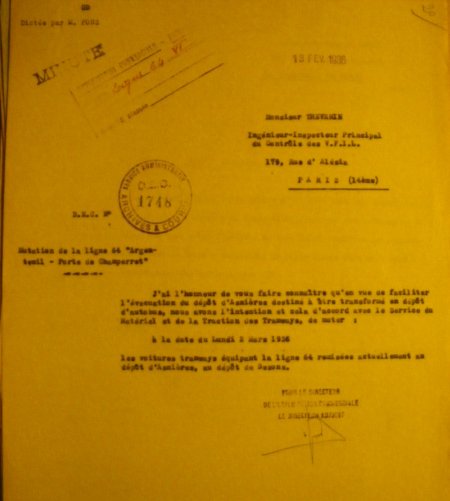 Dictée par M. PONS
MINUTE
13 FEV. 1936
Monsieur
Ingénieur-Inspecteur Principal
du Contrôle des V.F.I.L.
179, Rue d'Alésia
PARIS (14ème)
SERVICE
O.L.D.
1748
ARCHIVES & COURRIER
D.M.C. N°
Mutation de la ligne 64 "Argen-
teuil - Porte de Champerret"
J'ai l'honneur de vous faire connaître qu'en vue de faciliter
l'évacuation du dépôt d'Asnières destiné à être transformé en dépôt
d'autobus, nous avons l'intention et cela d'accord avec le Service du
Matériel et de la Traction des Tramways, de muter :
à la date du Lundi 2 Mars 1936
les voitures tramways équipant la ligne 64 remisées actuellement au
dépôt d'Asnières, au dépôt de Bezons.
POUR LE DIRECTEUR
LE DIRECTEUR ADJOINT